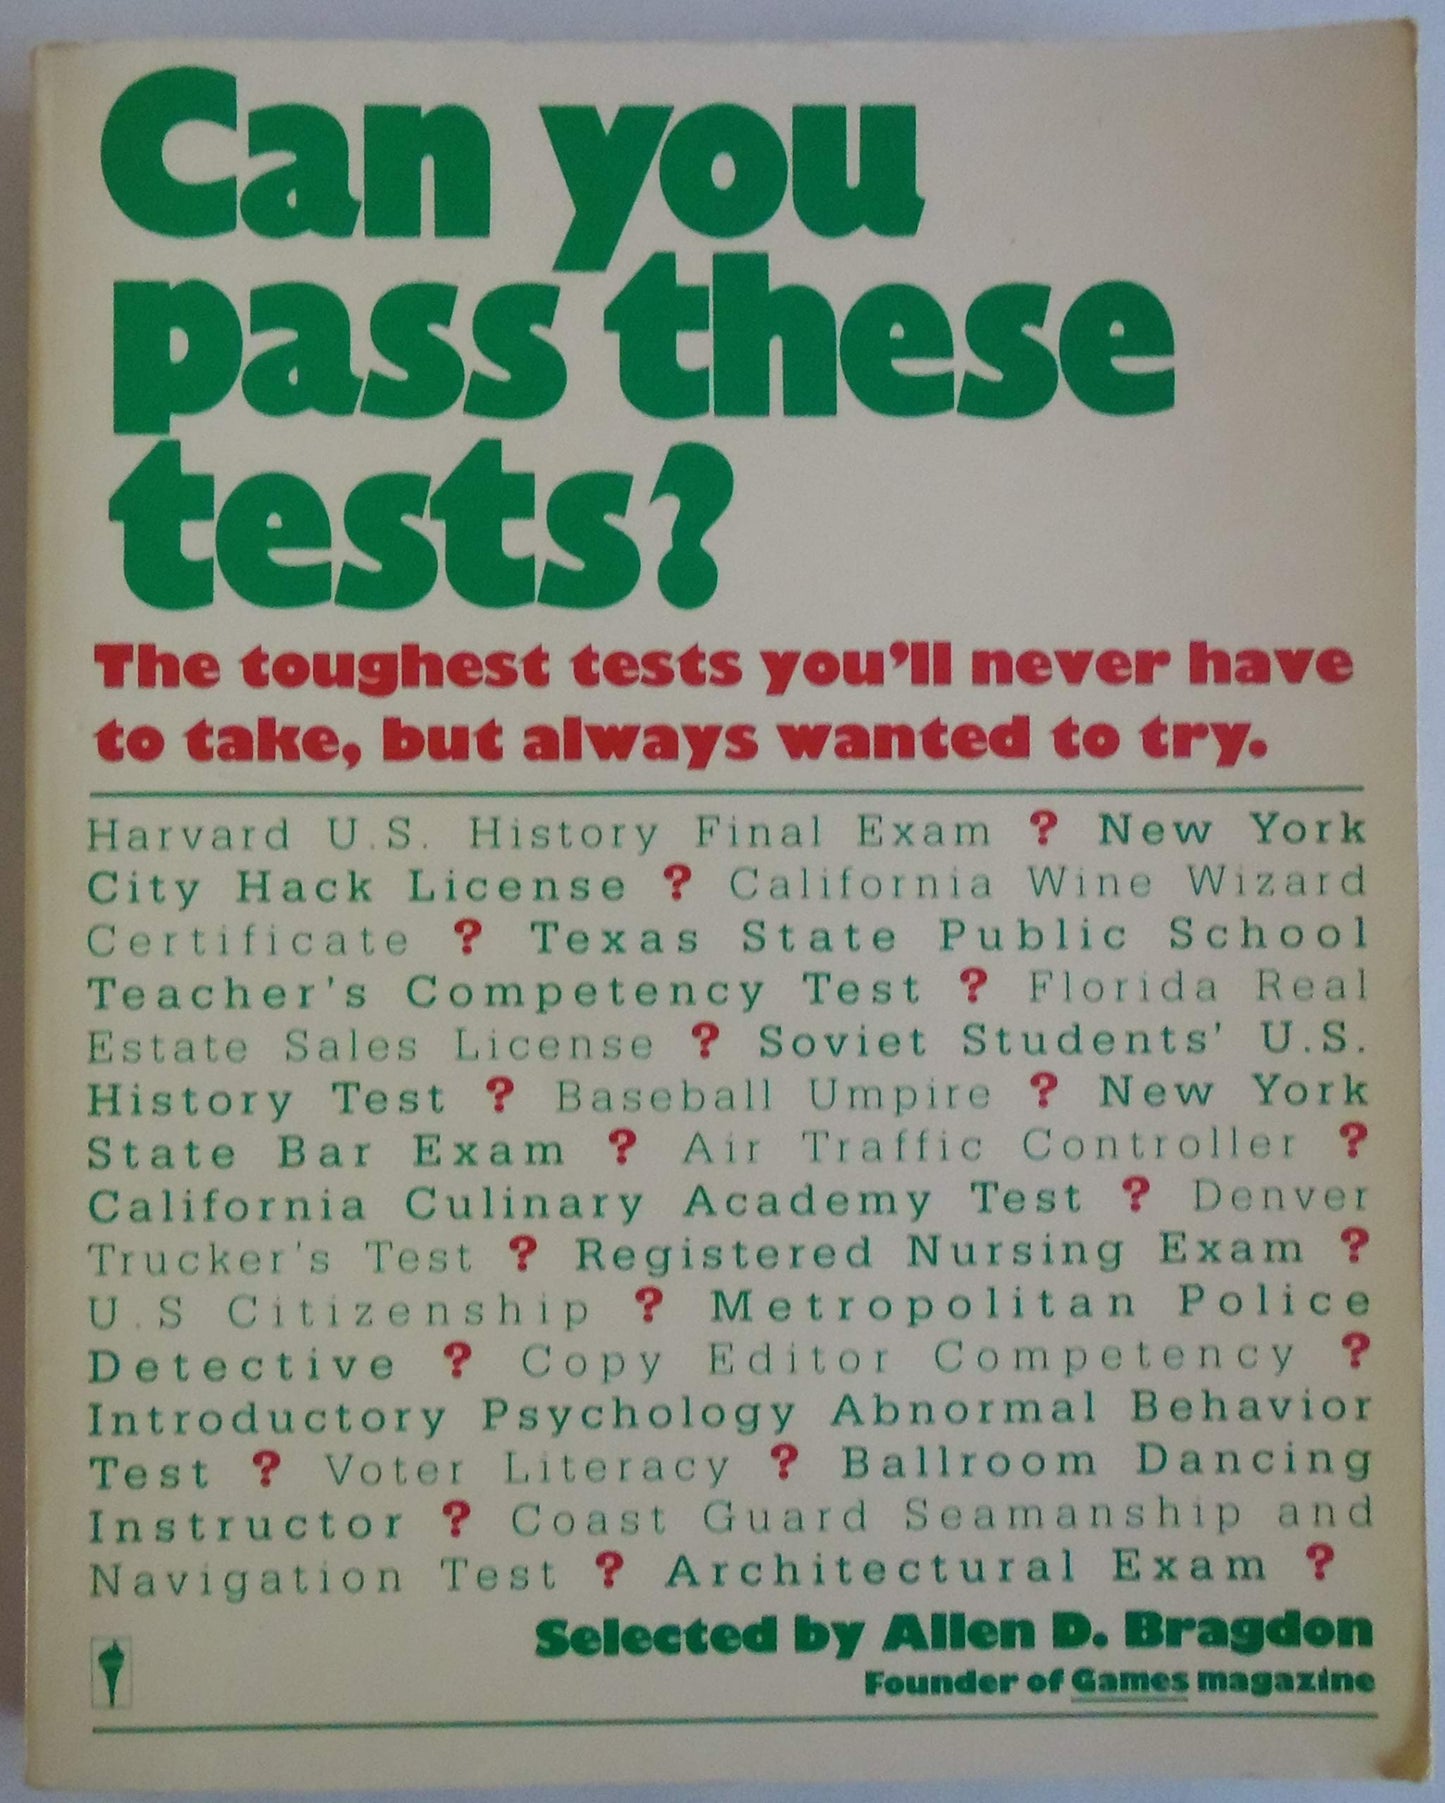 Can you
pass these
tests?
The toughest tests you'll never have
to take, but always wanted to try.
Harvard U.S. History Final Exam ? New York
City Hack License ? California Wine Wizard
Certificate ? Texas State Public School
Teacher's Competency Test ? Florida Real
Estate Sales License ? Soviet Students' U.S.
History Test ? Baseball Umpire ? New York
State Bar Exam ? Air Traffic Controller ?
California Culinary Academy Test ? Denver
Trucker's Test ? Registered Nursing Exam ?
U.S Citizenship ? Metropolitan Police
Detective ? Copy Editor Competency ?
Introductory Psychology Abnormal Behavior
Test ? Voter Literacy ? Ballroom Dancing
Instructor ? Coast Guard Seamanship and
Navigation Test ? Architectural Exam ?
Selected by Allen D. Bragdon
Founder of Games magazine